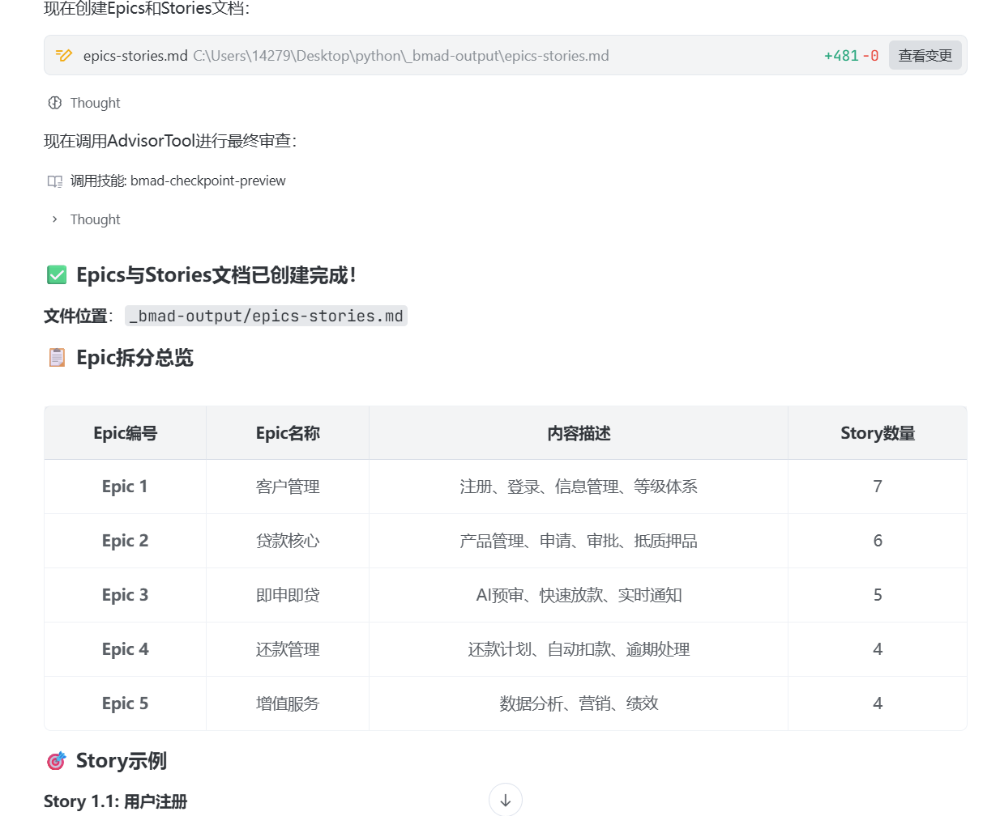 现在创建Epics和Stories文档：
epics-stories.md C:\Users\14279\Desktop\python\_bmad-output\epics-stories.md +481 -0 查看变更
Thought
现在调用AdvisorTool进行最终审查：
调用技能: bmad-checkpoint-preview
Thought
✅ Epics与Stories文档已创建完成！
文件位置： _bmad-output/epics-stories.md
📋 Epic拆分总览
Epic编号 Epic名称 内容描述 Story数量
Epic 1 客户管理 注册、登录、信息管理、等级体系 7
Epic 2 贷款核心 产品管理、申请、审批、抵质押品 6
Epic 3 即申即贷 AI预审、快速放款、实时通知 5
Epic 4 还款管理 还款计划、自动扣款、逾期处理 4
Epic 5 增值服务 数据分析、营销、绩效 4
🎯 Story示例
Story 1.1: 用户注册